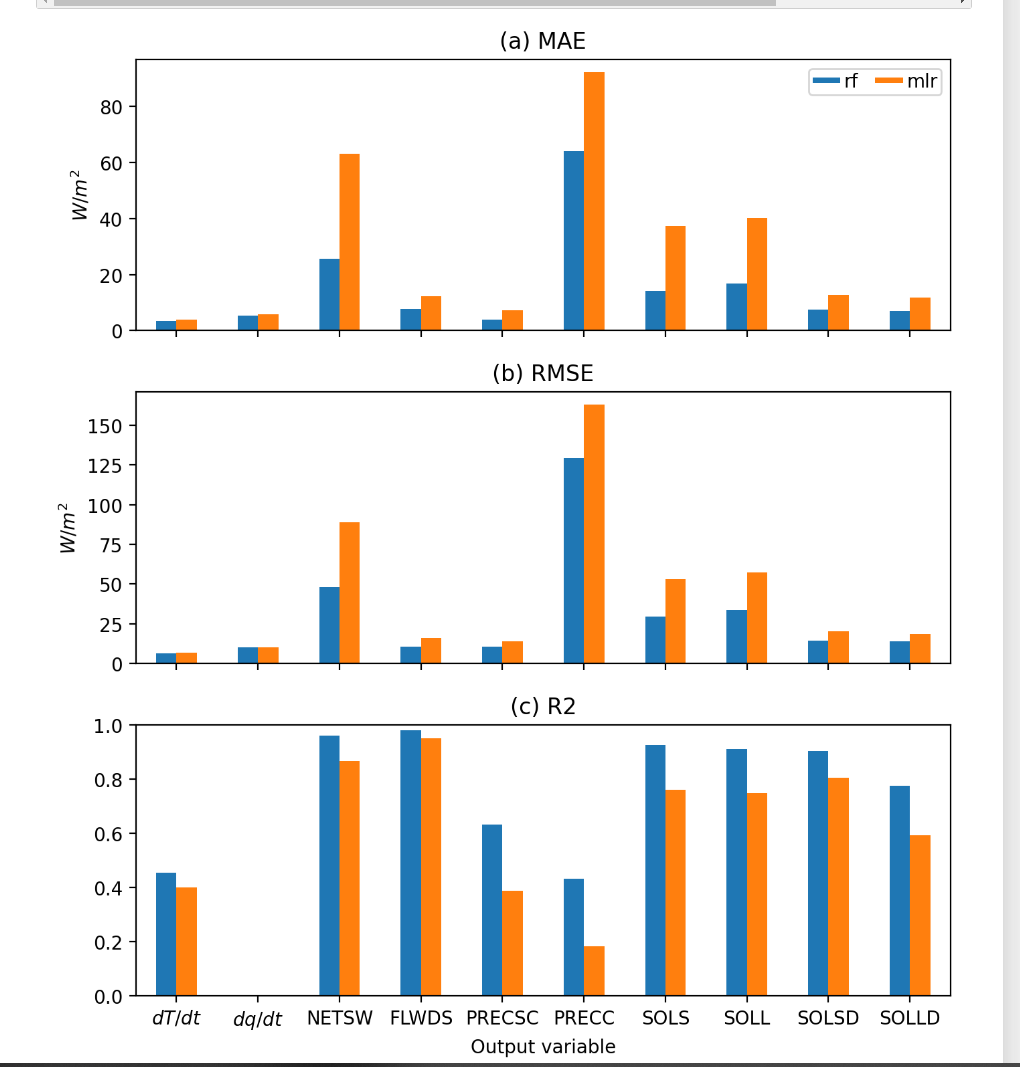 (a) MAE
rf mlr
80
60
40
20
0
W/m²
(b) RMSE
150
125
100
75
50
25
0
W/m²
(c) R2
1.0
0.8
0.6
0.4
0.2
0.0
dT/dt dq/dt NETSW FLWDS PRECSC PRECC SOLS SOLL SOLSD SOLLD
Output variable